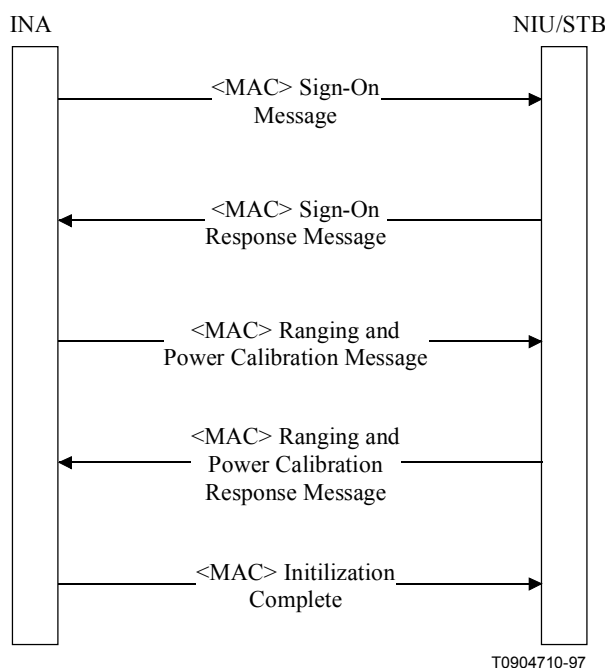 INA
NIU/STB
<MAC> Sign-On
Message
<MAC> Sign-On
Response Message
<MAC> Ranging and
Power Calibration Message
<MAC> Ranging and
Power Calibration
Response Message
<MAC> Initilization
Complete
T0904710-97